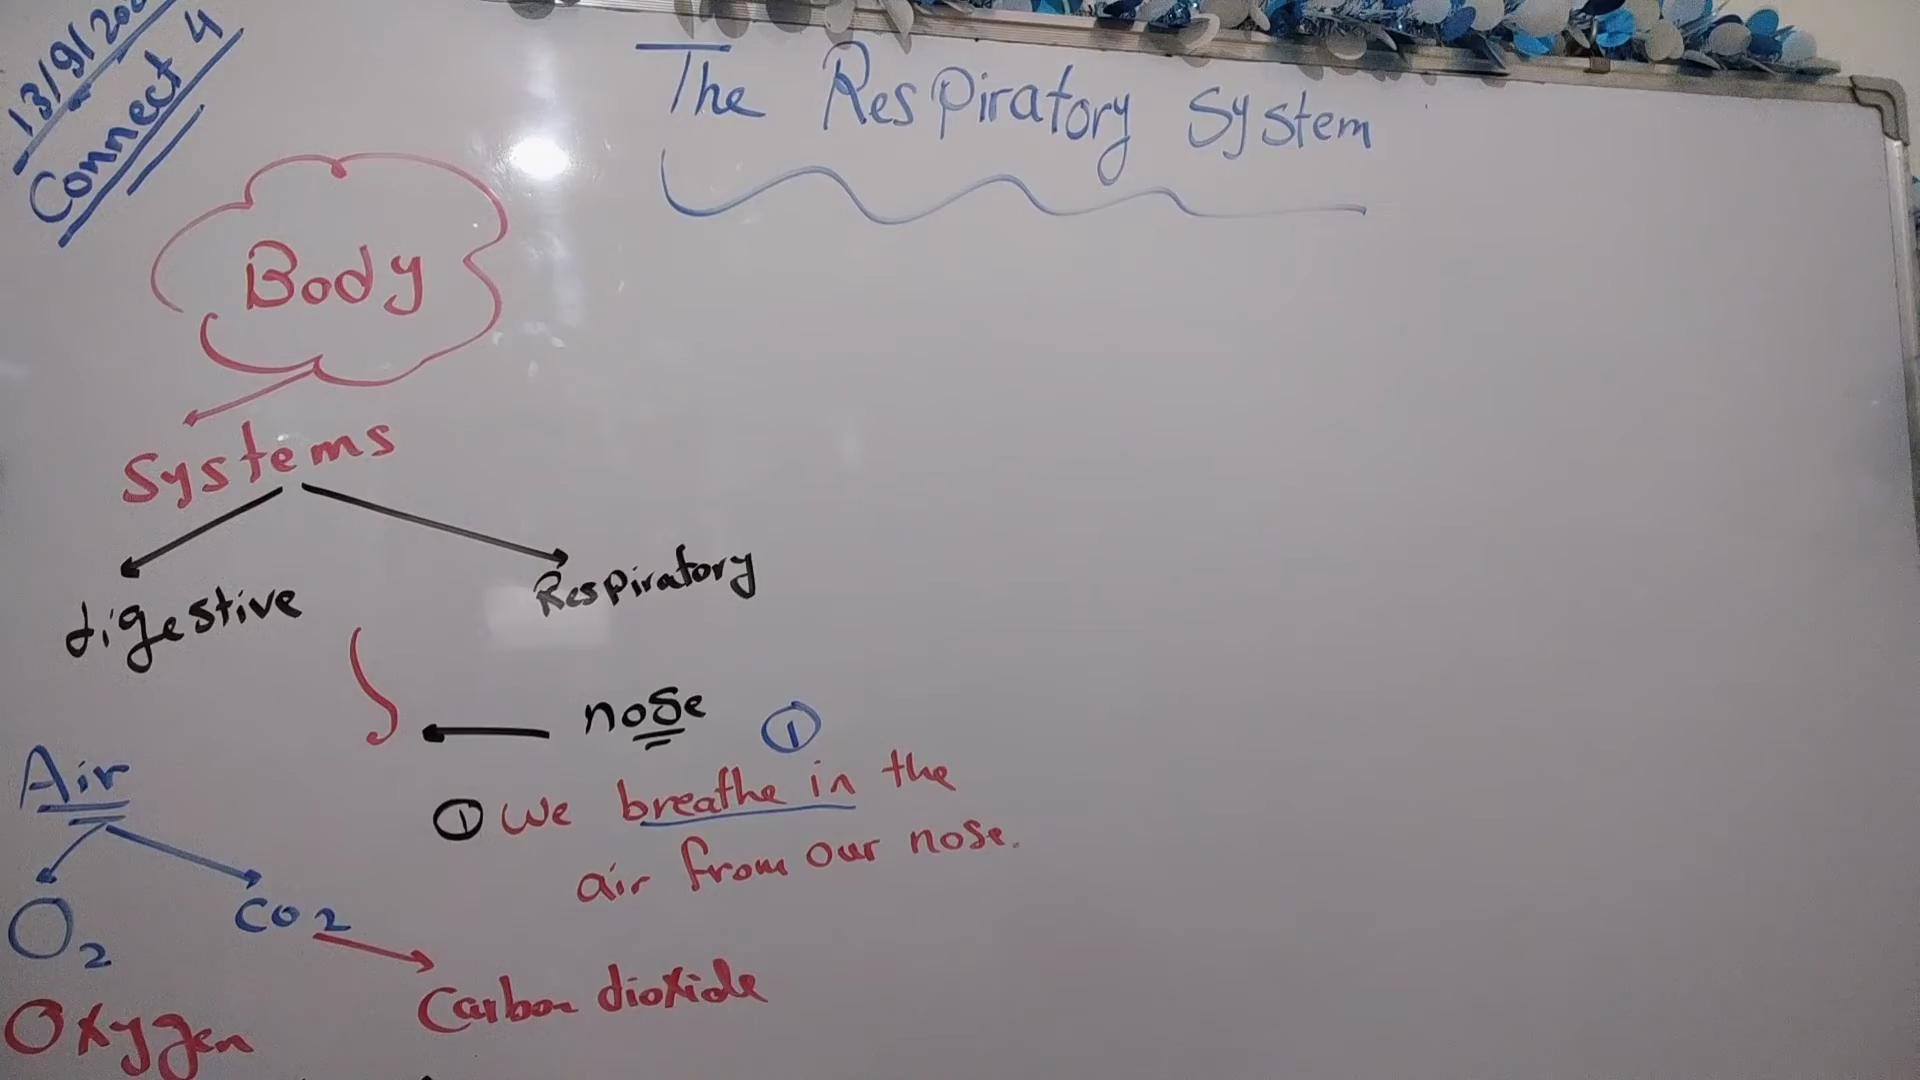 13/9/20
Connect 4
The Respiratory System
Body
Systems
digestive
Respiratory
nose ①
① We breathe in the
air from our nose.
Air
O2
CO2
Oxygen
Carbon dioxide